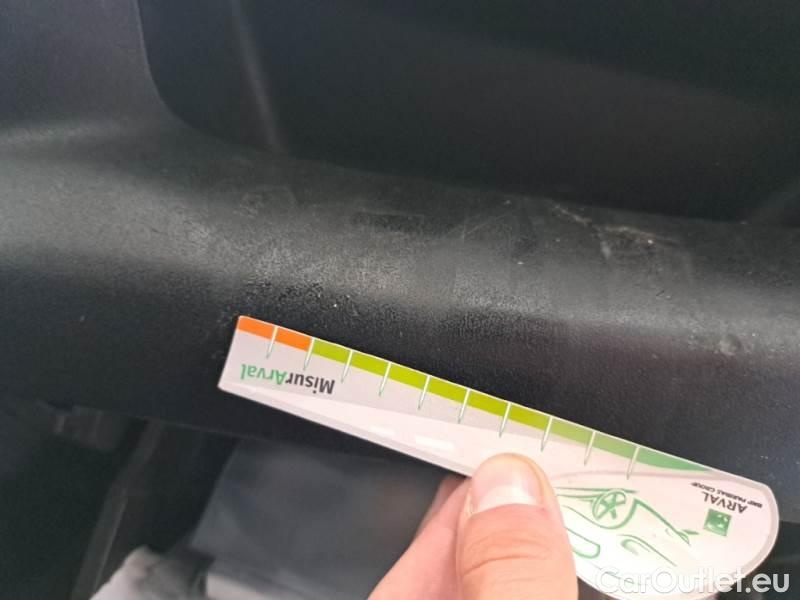 MisurArval
ARVAL
BNP PARIBAS GROUP
CarOutlet.eu